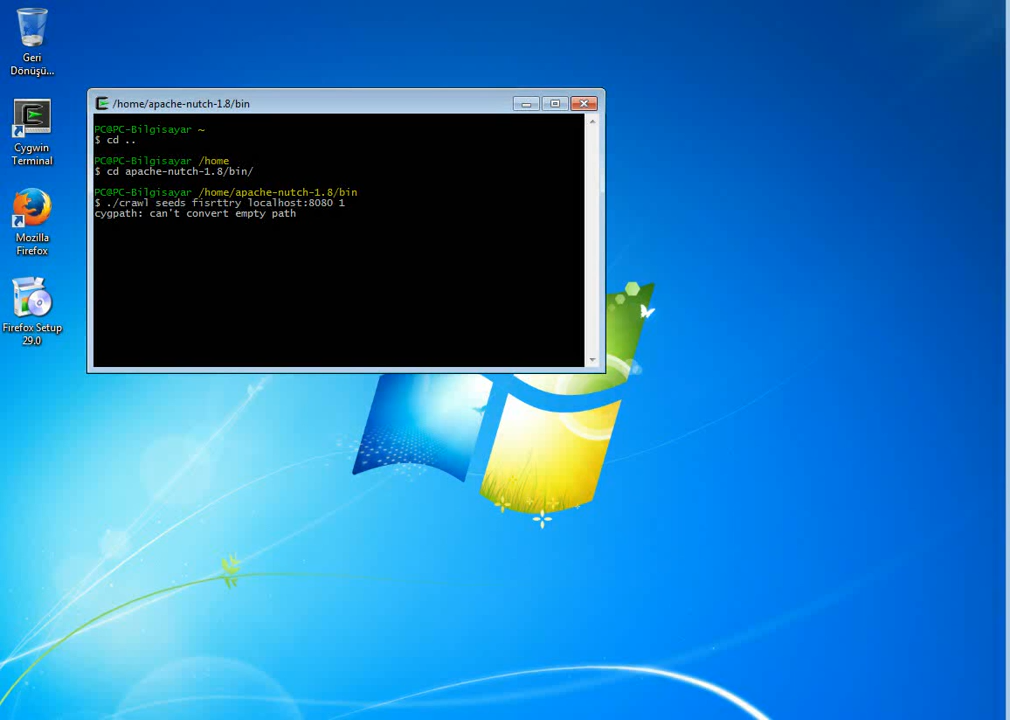 Geri
Dönüşü...
Cygwin
Terminal
Mozilla
Firefox
Firefox Setup
29.0
/home/apache-nutch-1.8/bin
PC@PC-Bilgisayar ~
$ cd ..
PC@PC-Bilgisayar /home
$ cd apache-nutch-1.8/bin/
PC@PC-Bilgisayar /home/apache-nutch-1.8/bin
$ ./crawl seeds fisrttry localhost:8080 1
cygpath: can't convert empty path